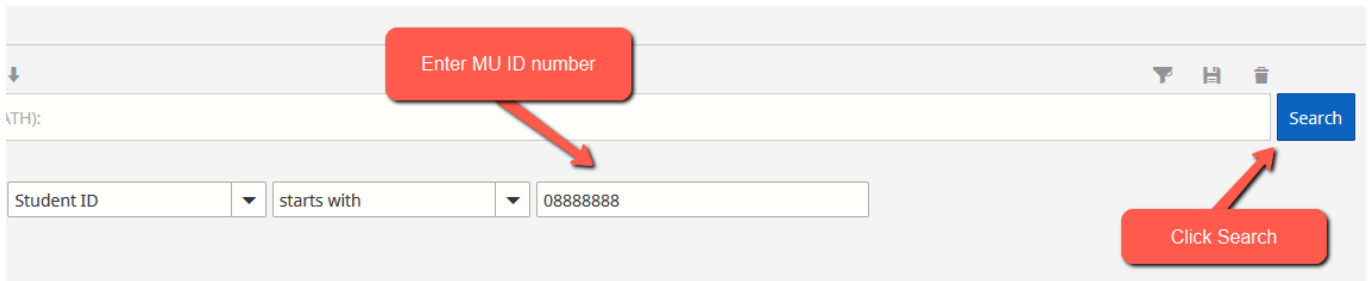 Enter MU ID number
ATH):
Search
Student ID
starts with
08888888
Click Search